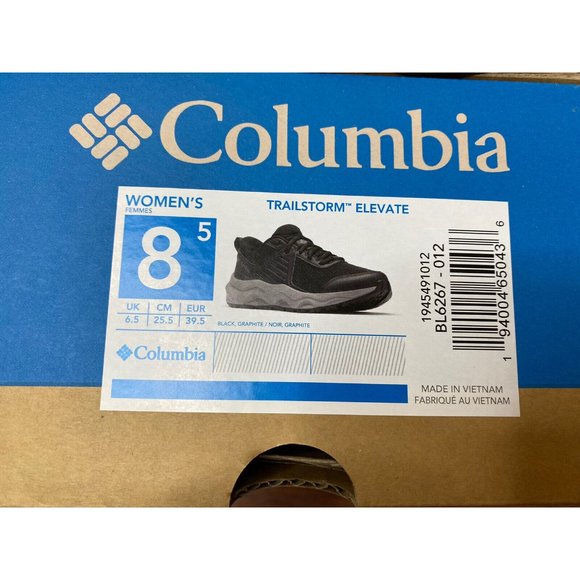 Columbia
WOMEN'S
FEMMES
8 5
TRAILSTORM™ ELEVATE
UK CM EUR
6.5 25.5 39.5
BLACK, GRAPHITE / NOIR, GRAPHITE
Columbia
1945491012
BL6267 - 012
1 94004 65043 6
MADE IN VIETNAM
FABRIQUÉ AU VIETNAM